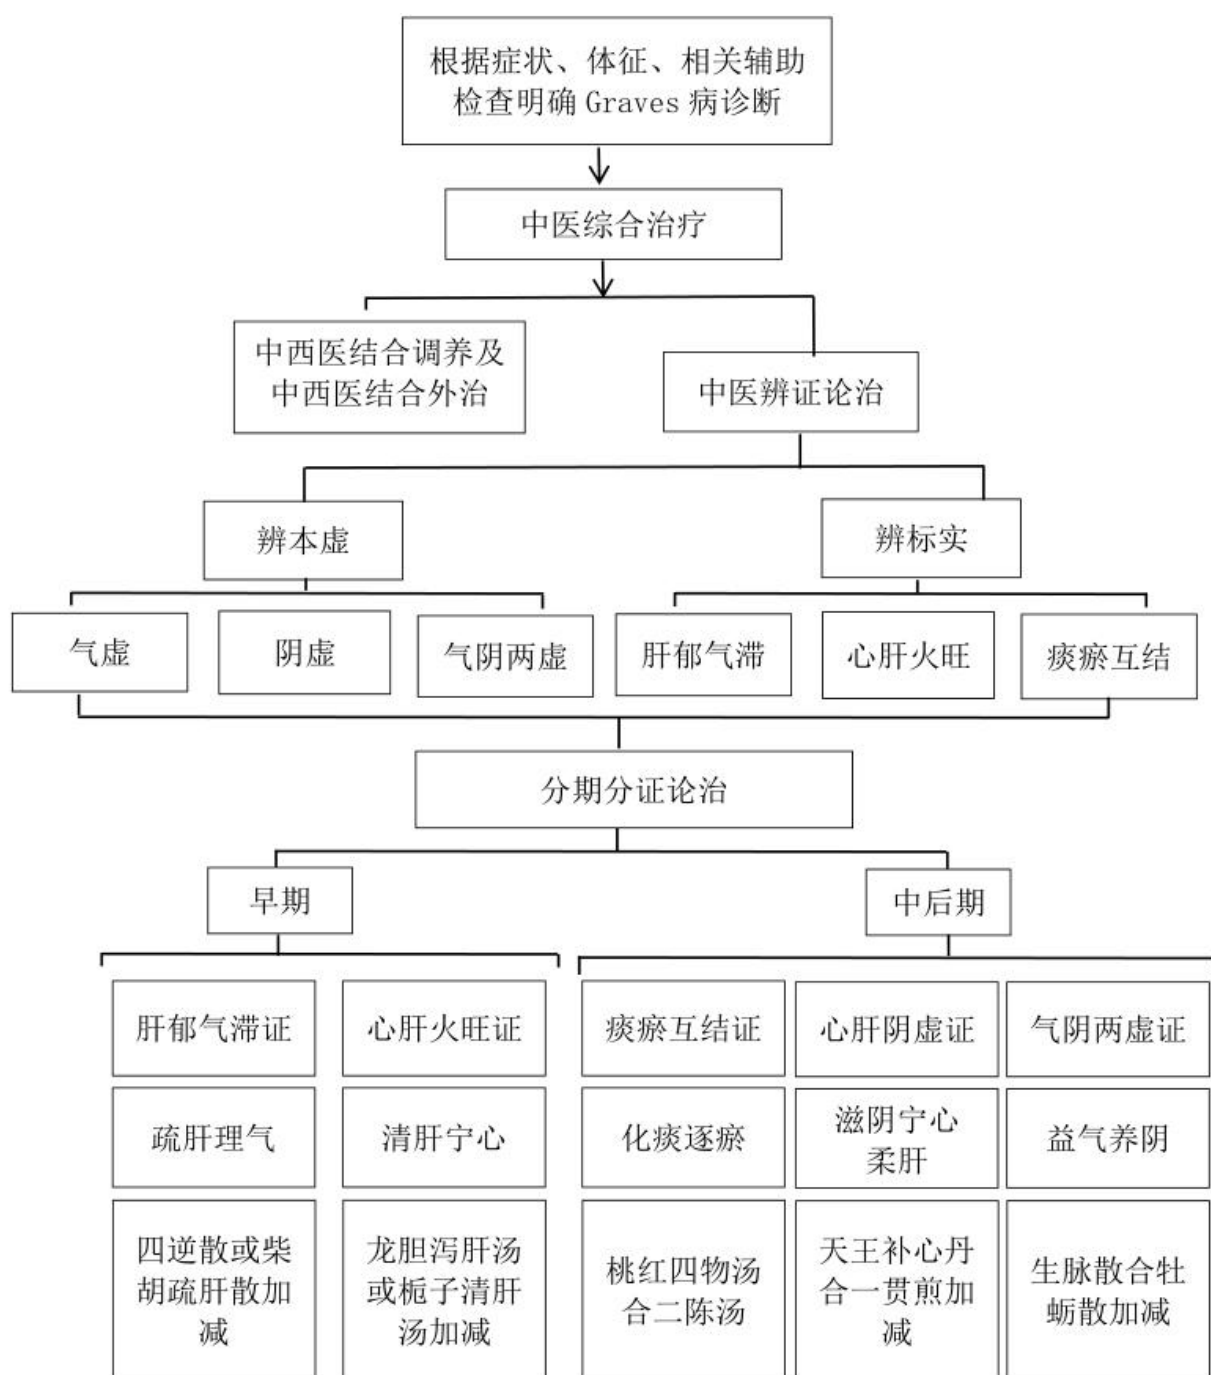 根据症状、体征、相关辅助
检查明确 Graves 病诊断
中医综合治疗
中西医结合调养及
中西医结合外治
中医辨证论治
辨本虚
辨标实
气虚
阴虚
气阴两虚
肝郁气滞
心肝火旺
痰瘀互结
分期分证论治
早期
中后期
肝郁气滞证
心肝火旺证
痰瘀互结证
心肝阴虚证
气阴两虚证
疏肝理气
清肝宁心
化痰逐瘀
滋阴宁心
柔肝
益气养阴
四逆散或柴
胡疏肝散加
减
龙胆泻肝汤
或栀子清肝
汤加减
桃红四物汤
合二陈汤
天王补心丹
合一贯煎加
减
生脉散合牡
蛎散加减